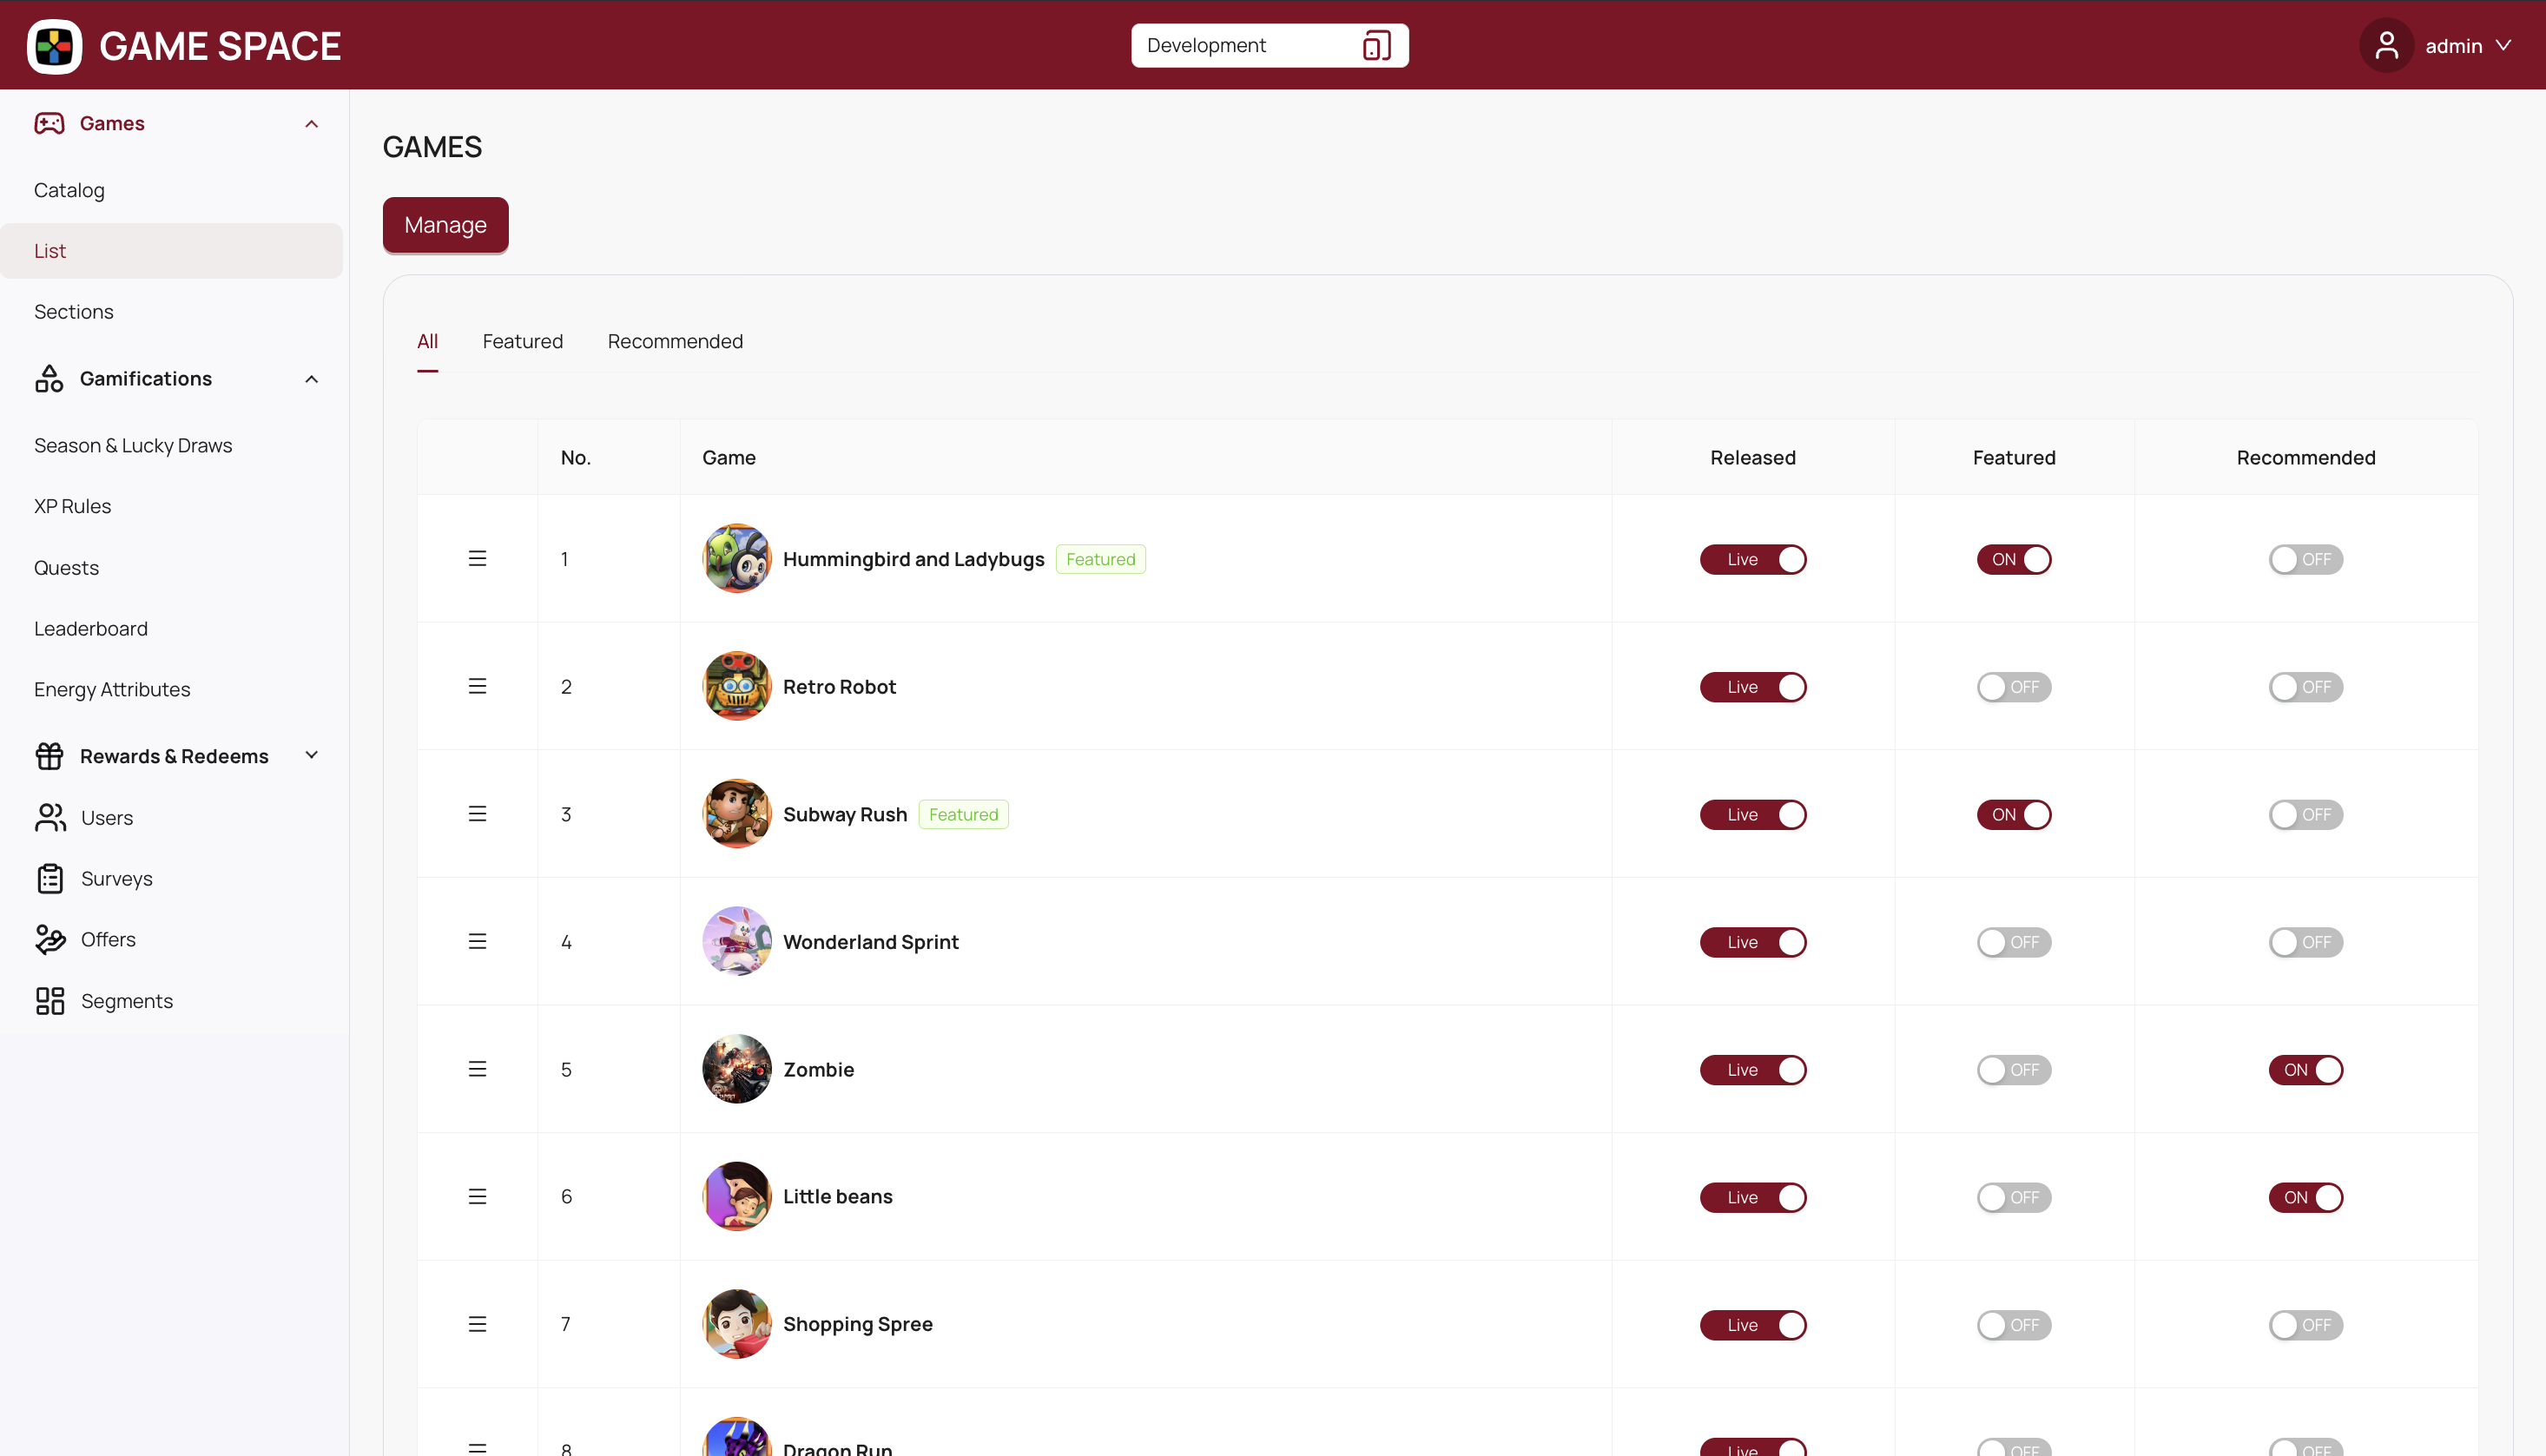 GAME SPACE
Development
admin
Games
Catalog
List
Sections
Gamifications
Season & Lucky Draws
XP Rules
Quests
Leaderboard
Energy Attributes
Rewards & Redeems
Users
Surveys
Offers
Segments
GAMES
Manage
All Featured Recommended
No. Game Released Featured Recommended
1 Hummingbird and Ladybugs Featured Live ON OFF
2 Retro Robot Live OFF OFF
3 Subway Rush Featured Live ON OFF
4 Wonderland Sprint Live OFF OFF
5 Zombie Live OFF ON
6 Little beans Live OFF ON
7 Shopping Spree Live OFF OFF
8 Dragon Run Live OFF OFF